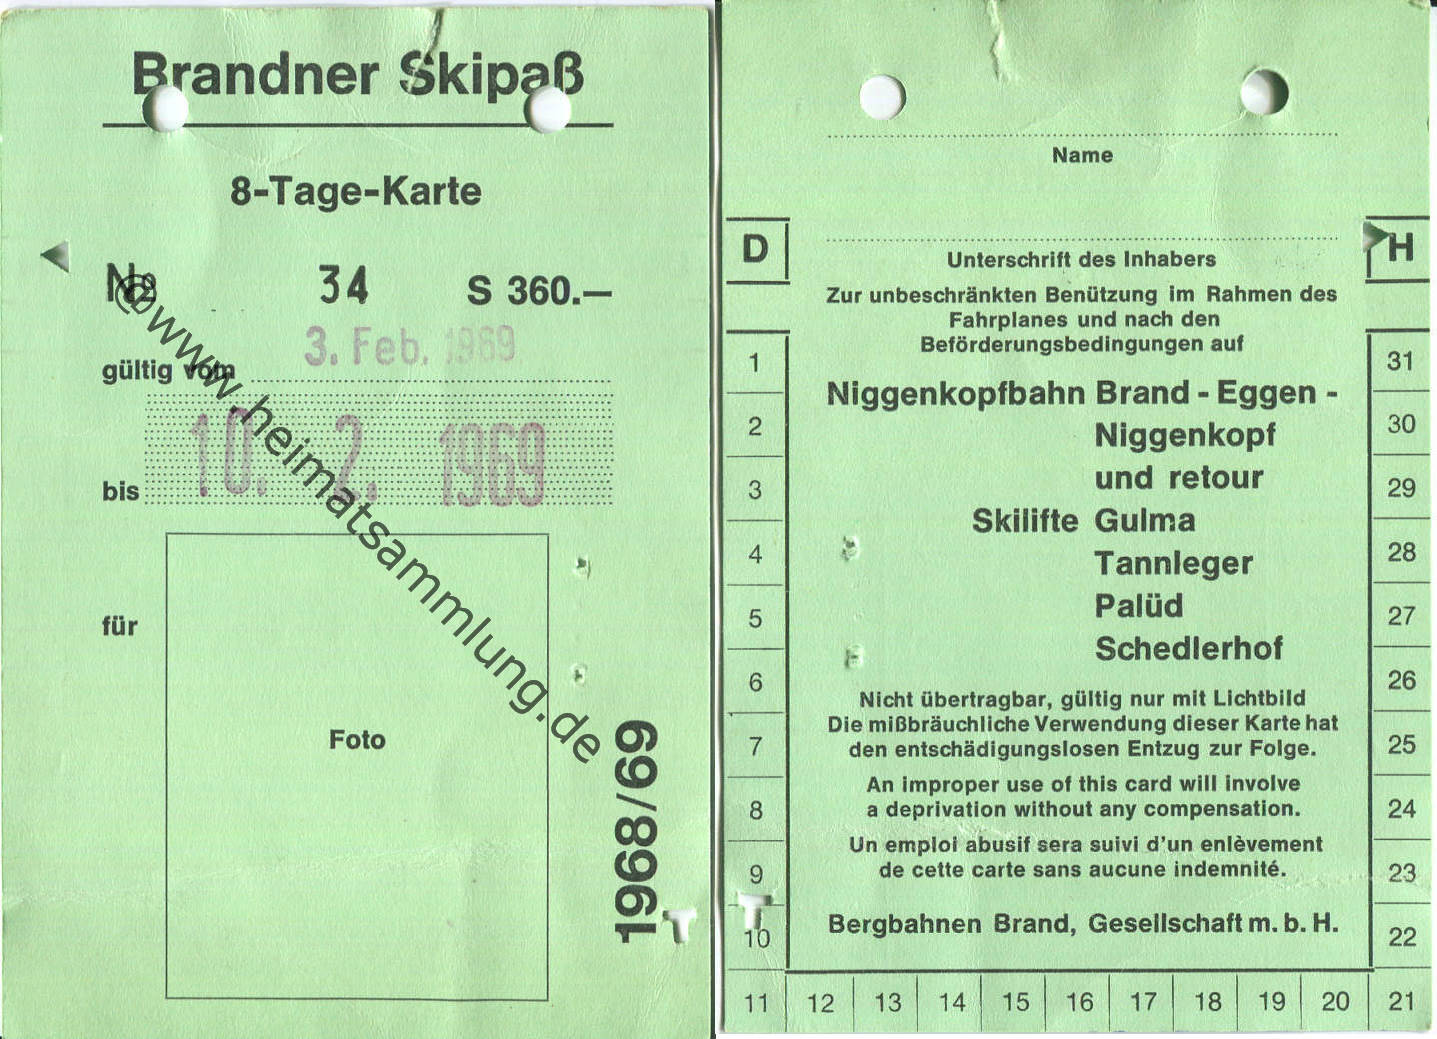 Brandner Skipaß
8-Tage-Karte
№ 34 S 360.—
3. Feb. 1969
gültig vom
10. 2. 1969
bis
für
Foto
1968/69
@www.heimatsammlung.de
Name
D
H
Unterschrift des Inhabers
Zur unbeschränkten Benützung im Rahmen des
Fahrplanes und nach den
Beförderungsbedingungen auf
Niggenkopfbahn Brand - Eggen -
Niggenkopf
und retour
Skilifte Gulma
Tannleger
Palüd
Schedlerhof
Nicht übertragbar, gültig nur mit Lichtbild
Die mißbräuchliche Verwendung dieser Karte hat
den entschädigungslosen Entzug zur Folge.
An improper use of this card will involve
a deprivation without any compensation.
Un emploi abusif sera suivi d'un enlèvement
de cette carte sans aucune indemnité.
Bergbahnen Brand, Gesellschaft m. b. H.
1
2
3
4
5
6
7
8
9
10
11 12 13 14 15 16 17 18 19 20 21
22
23
24
25
26
27
28
29
30
31